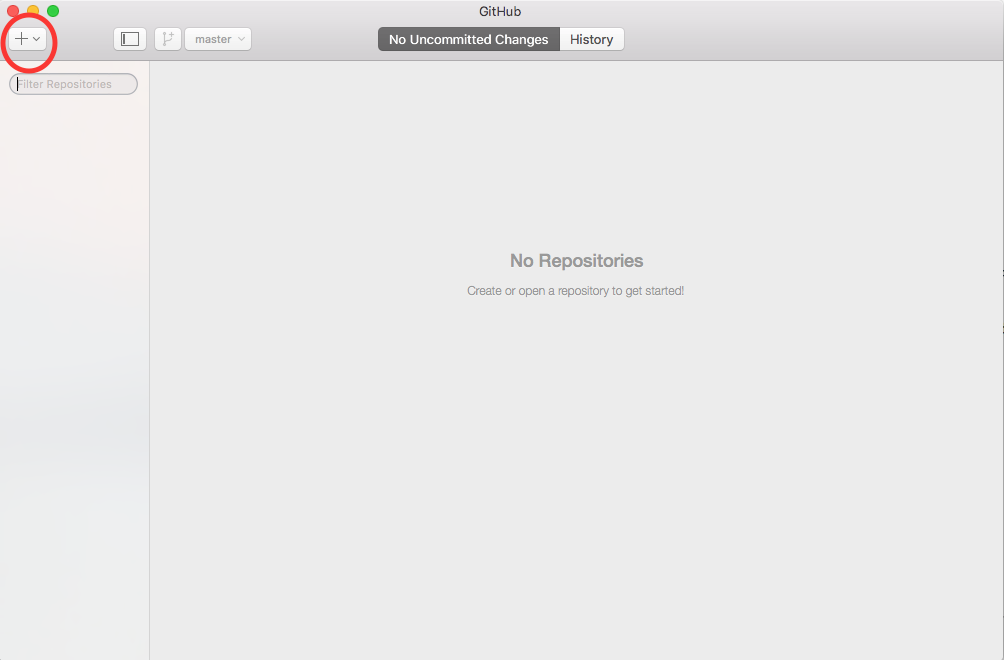 GitHub
master
No Uncommitted Changes
History
Filter Repositories
No Repositories
Create or open a repository to get started!